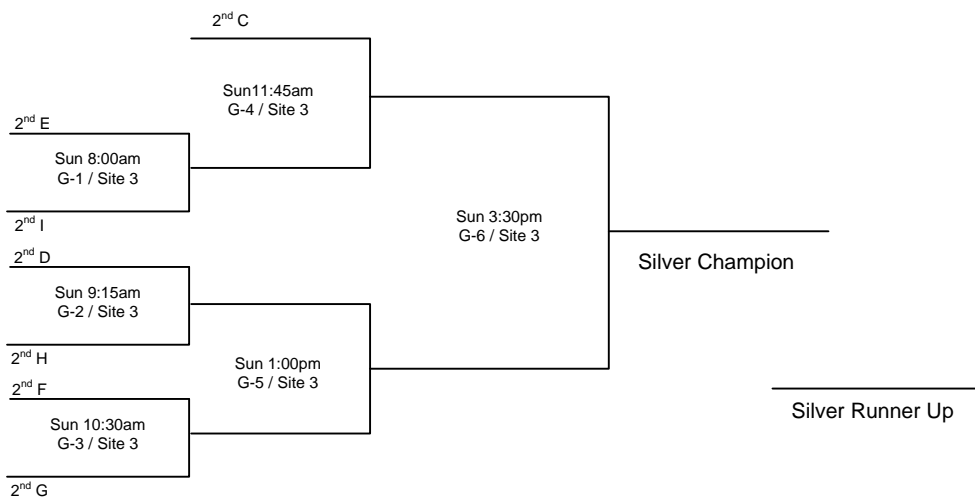 2nd C
Sun11:45am
G-4 / Site 3
2nd E
Sun 8:00am
G-1 / Site 3
2nd I
Sun 3:30pm
G-6 / Site 3
Silver Champion
2nd D
Sun 9:15am
G-2 / Site 3
2nd H
Sun 1:00pm
G-5 / Site 3
2nd F
Silver Runner Up
Sun 10:30am
G-3 / Site 3
2nd G